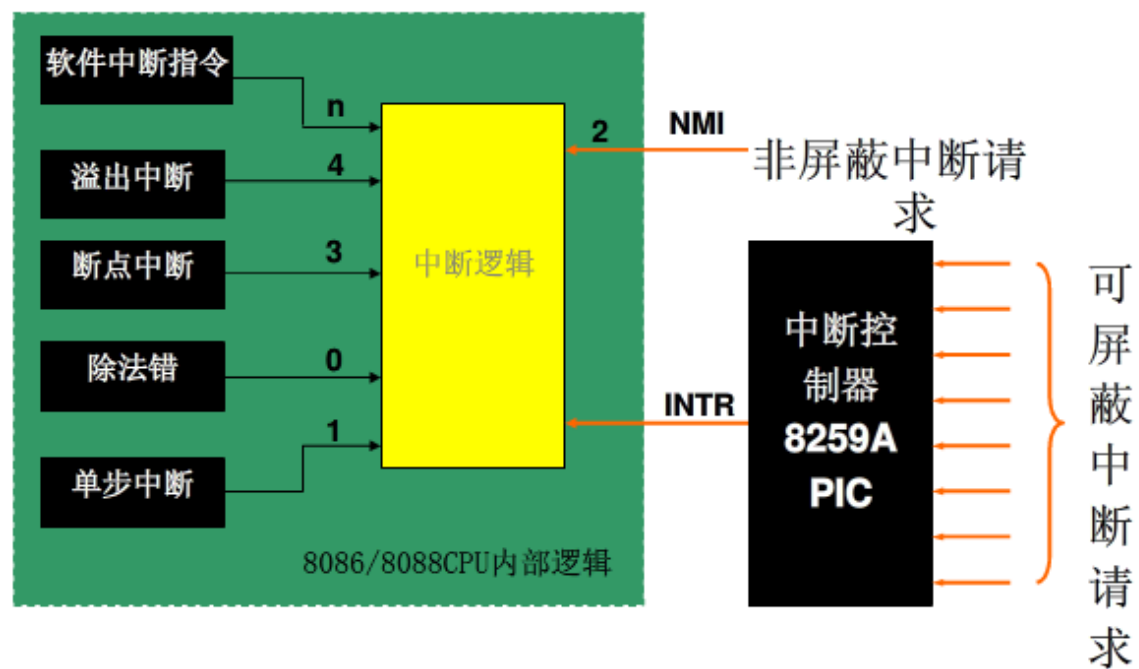 软件中断指令
n
溢出中断
4
断点中断
3
除法错
0
单步中断
1
中断逻辑
8086/8088CPU内部逻辑
2
NMI
非屏蔽中断请
求
INTR
中断控
制器
8259A
PIC
可
屏
蔽
中
断
请
求